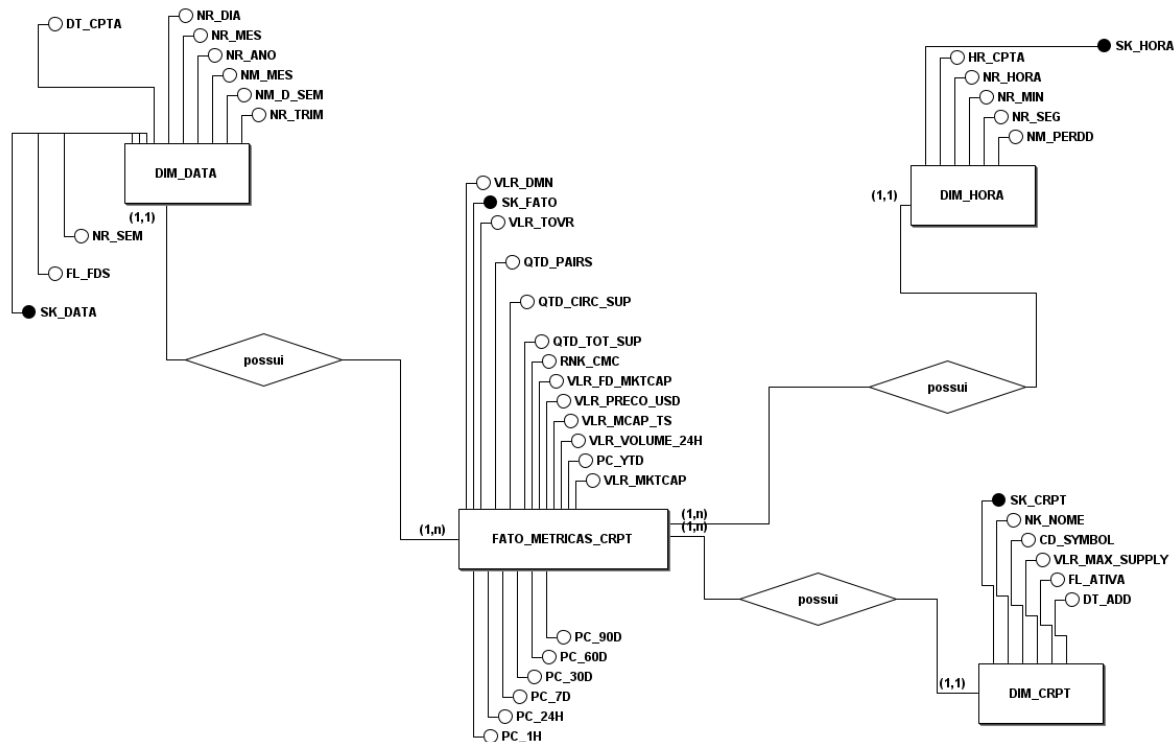 DT_CPTA
NR_DIA
NR_MES
NR_ANO
NM_MES
NM_D_SEM
NR_TRIM
DIM_DATA
(1,1)
NR_SEM
FL_FDS
SK_DATA
possui
(1,n)
SK_HORA
HR_CPTA
NR_HORA
NR_MIN
NR_SEG
NM_PERDD
DIM_HORA
(1,1)
possui
(1,n)
VLR_DMN
SK_FATO
VLR_TOVR
QTD_PAIRS
QTD_CIRC_SUP
QTD_TOT_SUP
RNK_CMC
VLR_FD_MKTCAP
VLR_PRECO_USD
VLR_MCAP_TS
VLR_VOLUME_24H
PC_YTD
VLR_MKTCAP
FATO_METRICAS_CRPT
PC_90D
PC_60D
PC_30D
PC_7D
PC_24H
PC_1H
(1,n)
possui
(1,1)
SK_CRPT
NK_NOME
CD_SYMBOL
VLR_MAX_SUPPLY
FL_ATIVA
DT_ADD
DIM_CRPT